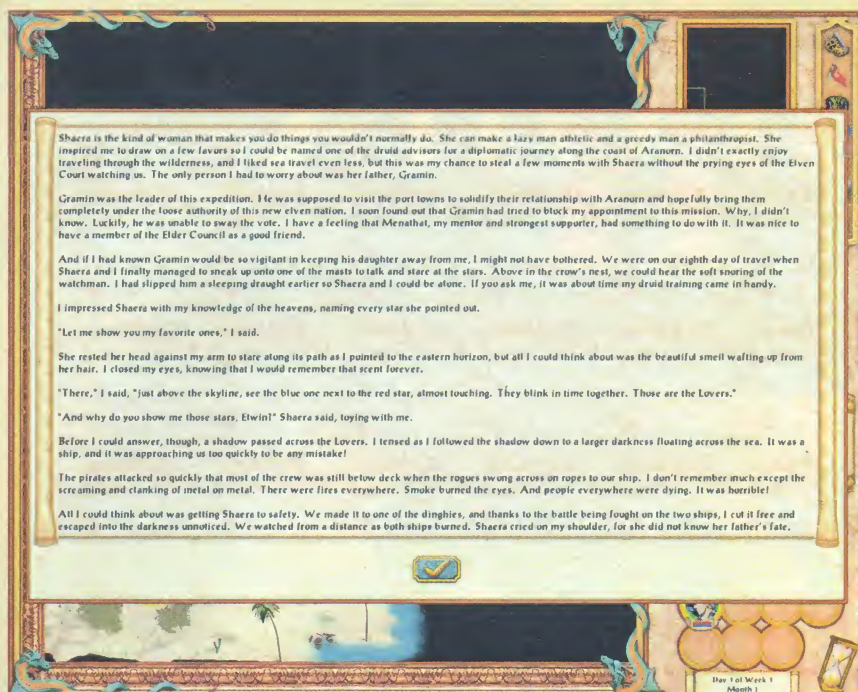 Shaera is the kind of woman that makes you do things you wouldn't normally do. She can make a lazy man athletic and a greedy man a philanthropist. She
inspired me to draw on a few favors so I could be named one of the druid advisors for a diplomatic journey along the coast of Aranorn. I didn't exactly enjoy
traveling through the wilderness, and I liked sea travel even less, but this was my chance to steal a few moments with Shaera without the prying eyes of the Elven
Court watching us. The only person I had to worry about was her father, Gramin.
Gramin was the leader of this expedition. He was supposed to visit the port towns to solidify their relationship with Aranorn and hopefully bring them
completely under the loose authority of this new elven nation. I soon found out that Gramin had tried to block my appointment to this mission. Why, I didn't
know. Luckily, he was unable to sway the vote. I have a feeling that Menathat, my mentor and strongest supporter, had something to do with it. It was nice to
have a member of the Elder Council as a good friend.
And if I had known Gramin would be so vigilant in keeping his daughter away from me, I might not have bothered. We were on our eighth day of travel when
Shaera and I finally managed to sneak up unto one of the masts to talk and stare at the stars. Above in the crow's nest, we could hear the soft snoring of the
watchman. I had slipped him a sleeping draught earlier so Shaera and I could be alone. If you ask me, it was about time my druid training came in handy.
I impressed Shaera with my knowledge of the heavens, naming every star she pointed out.
"Let me show you my favorite ones," I said.
She rested her head against my arm to stare along its path as I pointed to the eastern horizon, but all I could think about was the beautiful smell wafting up from
her hair. I closed my eyes, knowing that I would remember that scent forever.
"There," I said, "just above the skyline, see the blue one next to the red star, almost touching. They blink in time together. Those are the Lovers."
"And why do you show me those stars, Elwin?" Shaera said, toying with me.
Before I could answer, though, a shadow passed across the Lovers. I tensed as I followed the shadow down to a larger darkness floating across the sea. It was a
ship, and it was approaching us too quickly to be any mistake!
The pirates attacked so quickly that most of the crew was still below deck when the rogues swung across on ropes to our ship. I don't remember much except the
screaming and clanking of metal on metal. There were fires everywhere. Smoke burned the eyes. And people everywhere were dying. It was horrible!
All I could think about was getting Shaera to safety. We made it to one of the dinghies, and thanks to the battle being fought on the two ships, I cut it free and
escaped into the darkness unnoticed. We watched from a distance as both ships burned. Shaera cried on my shoulder, for she did not know her father's fate.
Day 1 of Week 1
Month 1